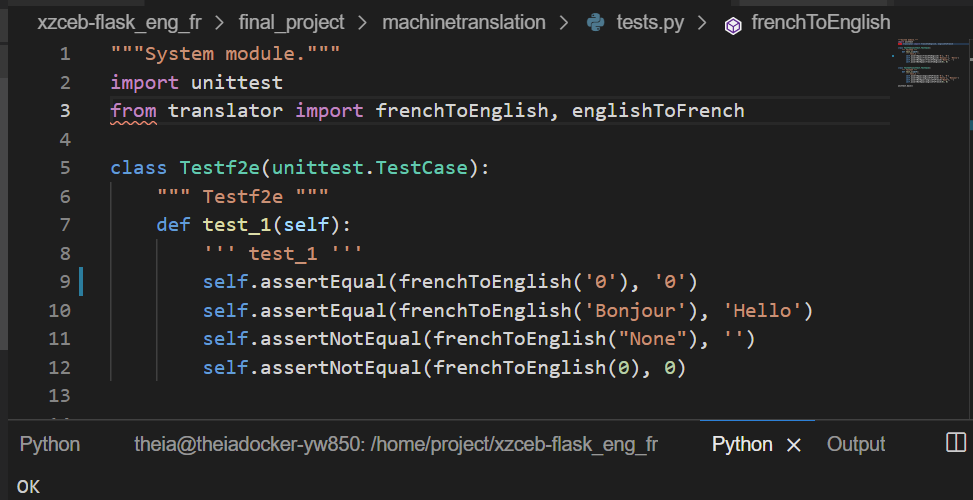 xzceb-flask_eng_fr > final_project > machinetranslation > tests.py > frenchToEnglish
1 """System module."""
2 import unittest
3 from translator import frenchToEnglish, englishToFrench
4
5 class Testf2e(unittest.TestCase):
6 """ Testf2e """
7 def test_1(self):
8 ''' test_1 '''
9 self.assertEqual(frenchToEnglish('0'), '0')
10 self.assertEqual(frenchToEnglish('Bonjour'), 'Hello')
11 self.assertNotEqual(frenchToEnglish("None"), '')
12 self.assertNotEqual(frenchToEnglish(0), 0)
13
Python theia@theiadocker-yw850: /home/project/xzceb-flask_eng_fr Python Output
OK